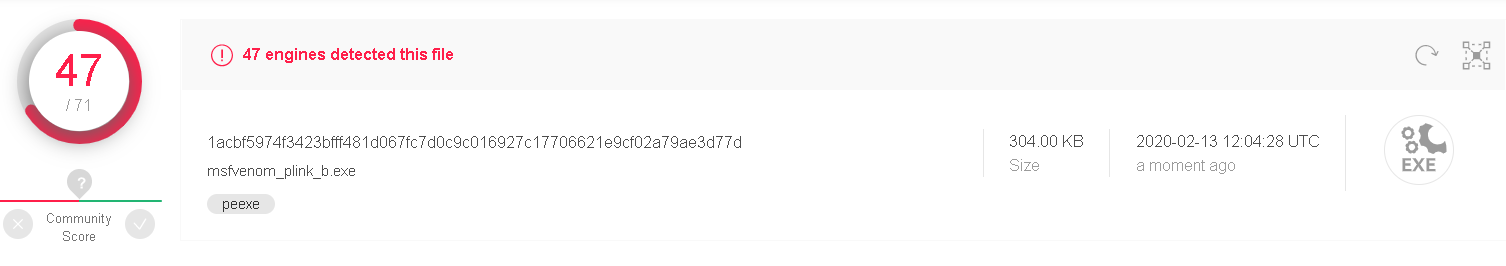 47
/ 71
?
Community
Score
47 engines detected this file
1acbf5974f3423bfff481d067fc7d0c9c016927c17706621e9cf02a79ae3d77d
msfvenom_plink_b.exe
peexe
304.00 KB
Size
2020-02-13 12:04:28 UTC
a moment ago
EXE